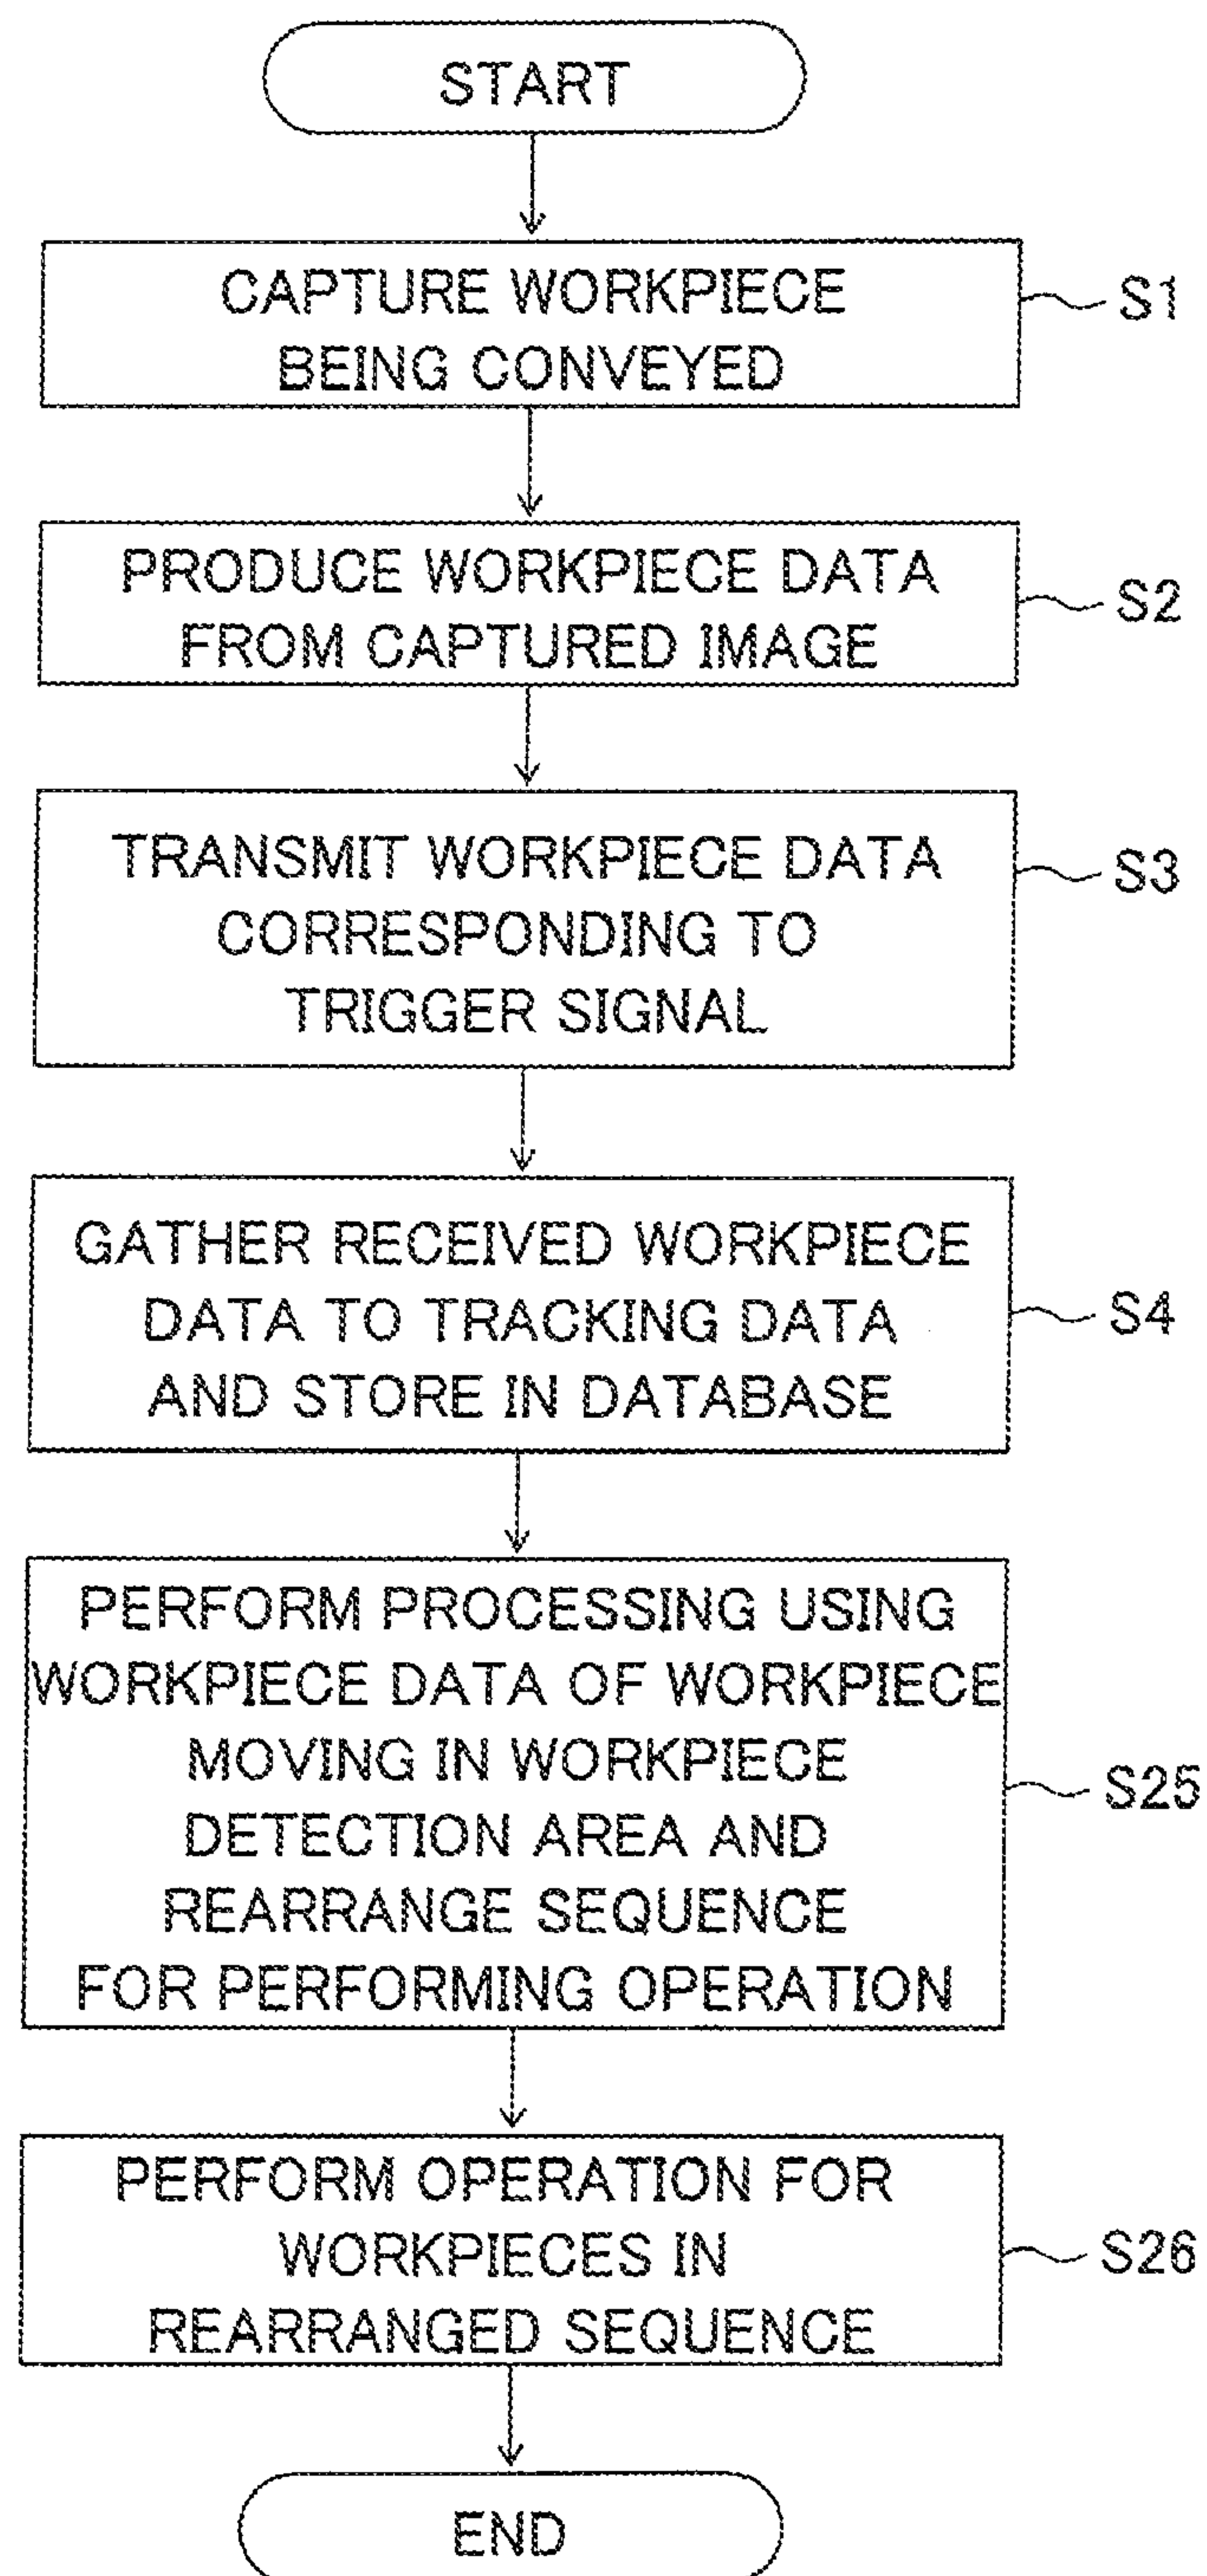 START
CAPTURE WORKPIECE
BEING CONVEYED
S1
PRODUCE WORKPIECE DATA
FROM CAPTURED IMAGE
S2
TRANSMIT WORKPIECE DATA
CORRESPONDING TO
TRIGGER SIGNAL
S3
GATHER RECEIVED WORKPIECE
DATA TO TRACKING DATA
AND STORE IN DATABASE
S4
PERFORM PROCESSING USING
WORKPIECE DATA OF WORKPIECE
MOVING IN WORKPIECE
DETECTION AREA AND
REARRANGE SEQUENCE
FOR PERFORMING OPERATION
S25
PERFORM OPERATION FOR
WORKPIECES IN
REARRANGED SEQUENCE
S26
END